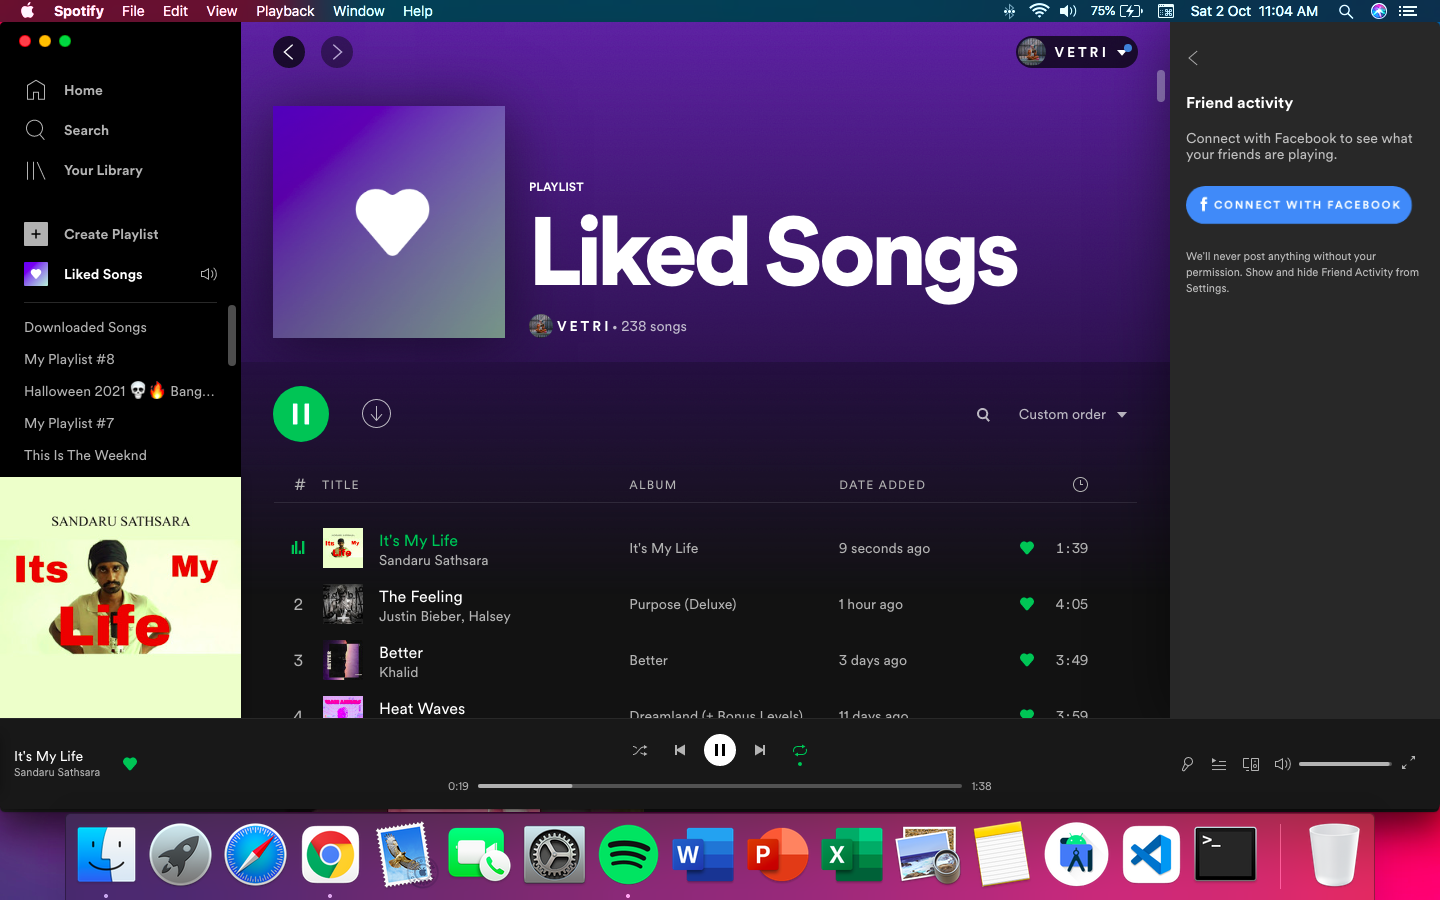 Spotify File Edit View Playback Window Help 75% Sat 2 Oct 11:04 AM
Home
Search
Your Library
Create Playlist
Liked Songs
Downloaded Songs
My Playlist #8
Halloween 2021 💀🔥 Bang...
My Playlist #7
This Is The Weeknd
SANDARU SATHSARA
Its My
Life
VETRI
PLAYLIST
Liked Songs
VETRI • 238 songs
Custom order
# TITLE ALBUM DATE ADDED
It's My Life
Sandaru Sathsara
It's My Life 9 seconds ago 1:39
2 The Feeling
Justin Bieber, Halsey
Purpose (Deluxe) 1 hour ago 4:05
3 Better
Khalid
Better 3 days ago 3:49
4 Heat Waves
Dreamland (+ Bonus Levels) 11 days ago 3:59
Friend activity
Connect with Facebook to see what
your friends are playing.
f CONNECT WITH FACEBOOK
We'll never post anything without your
permission. Show and hide Friend Activity from
Settings.
It's My Life
Sandaru Sathsara
0:19 1:38
W P X >_